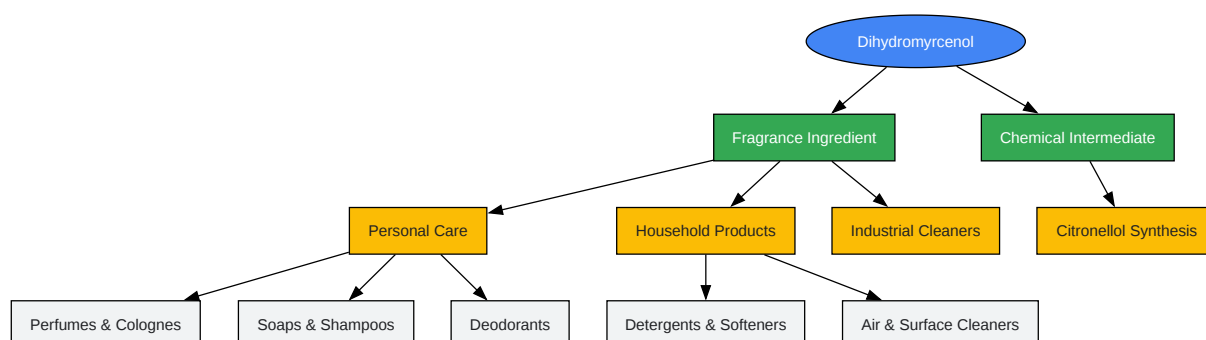 Dihydromyrcenol
Fragrance Ingredient
Chemical Intermediate
Personal Care
Household Products
Industrial Cleaners
Citronellol Synthesis
Perfumes & Colognes
Soaps & Shampoos
Deodorants
Detergents & Softeners
Air & Surface Cleaners